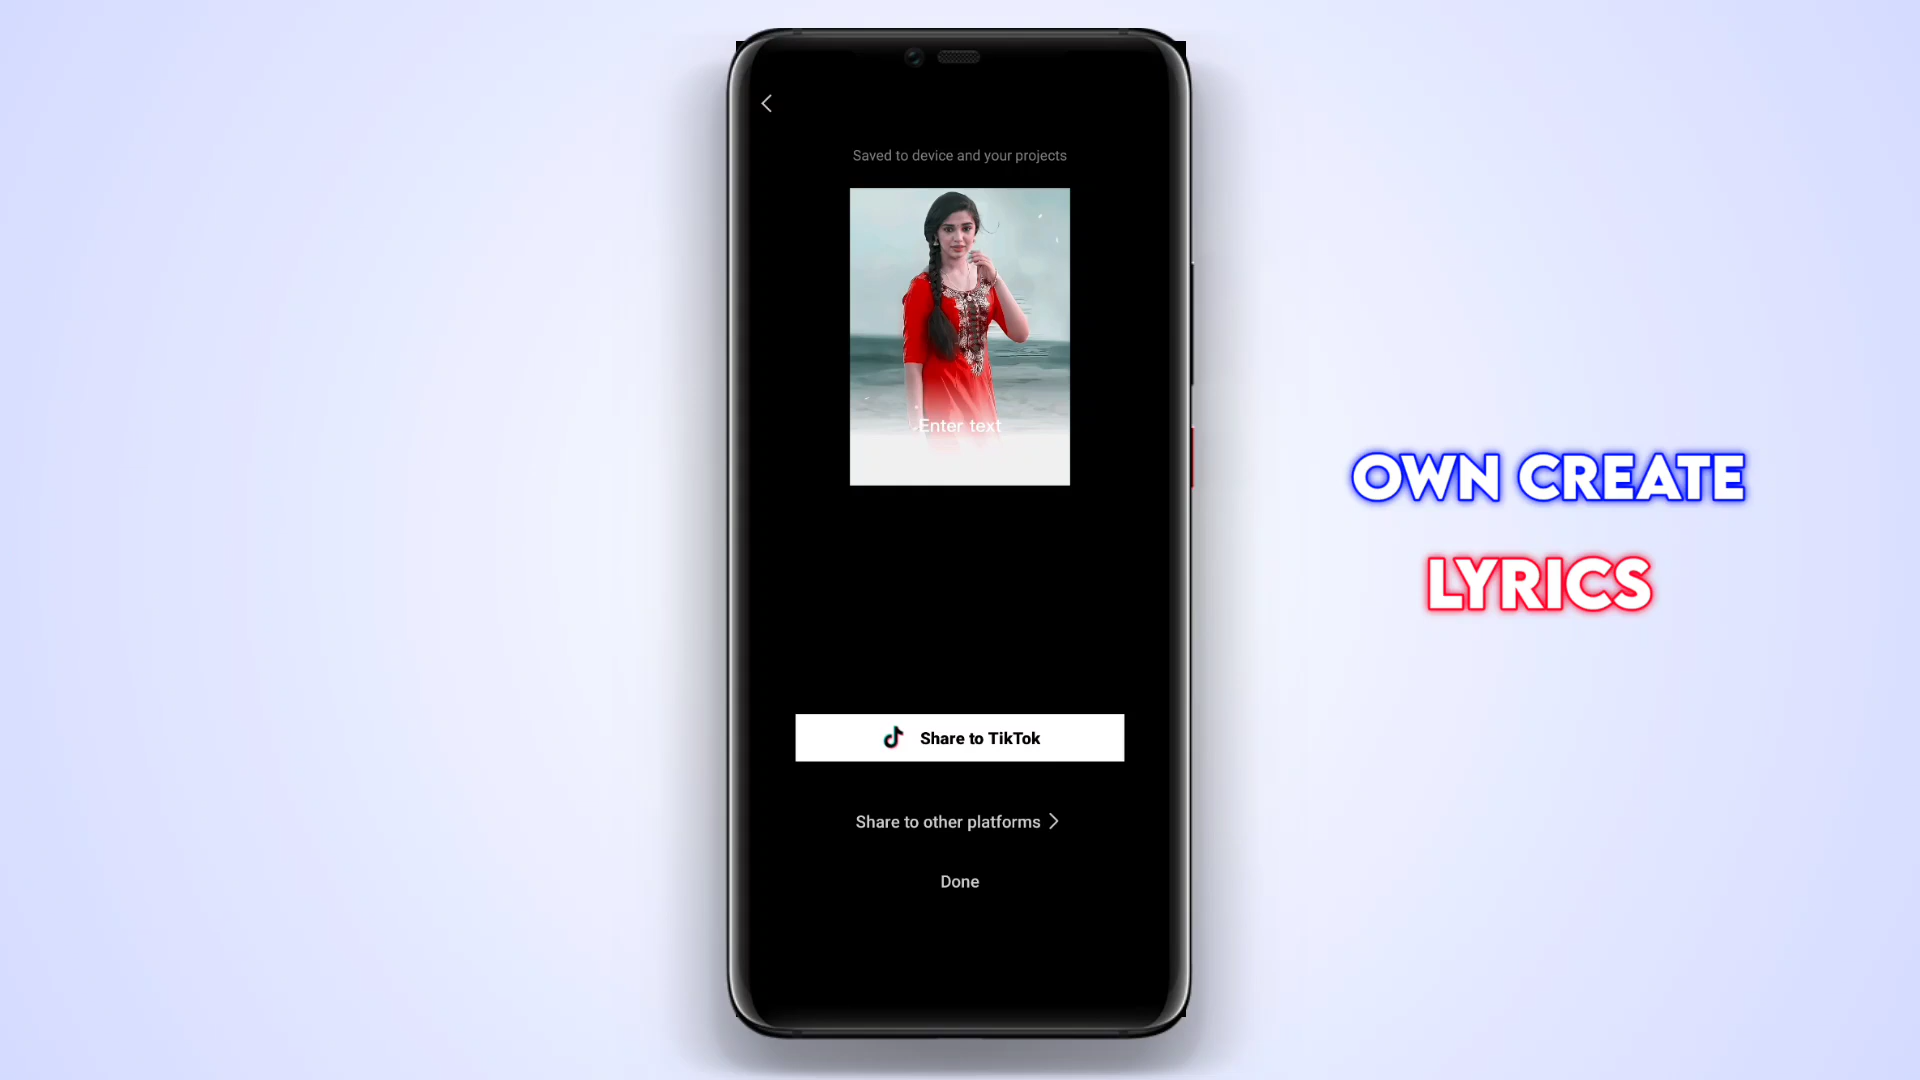 Saved to device and your projects
Enter text
Share to TikTok
Share to other platforms
Done
OWN CREATE
LYRICS